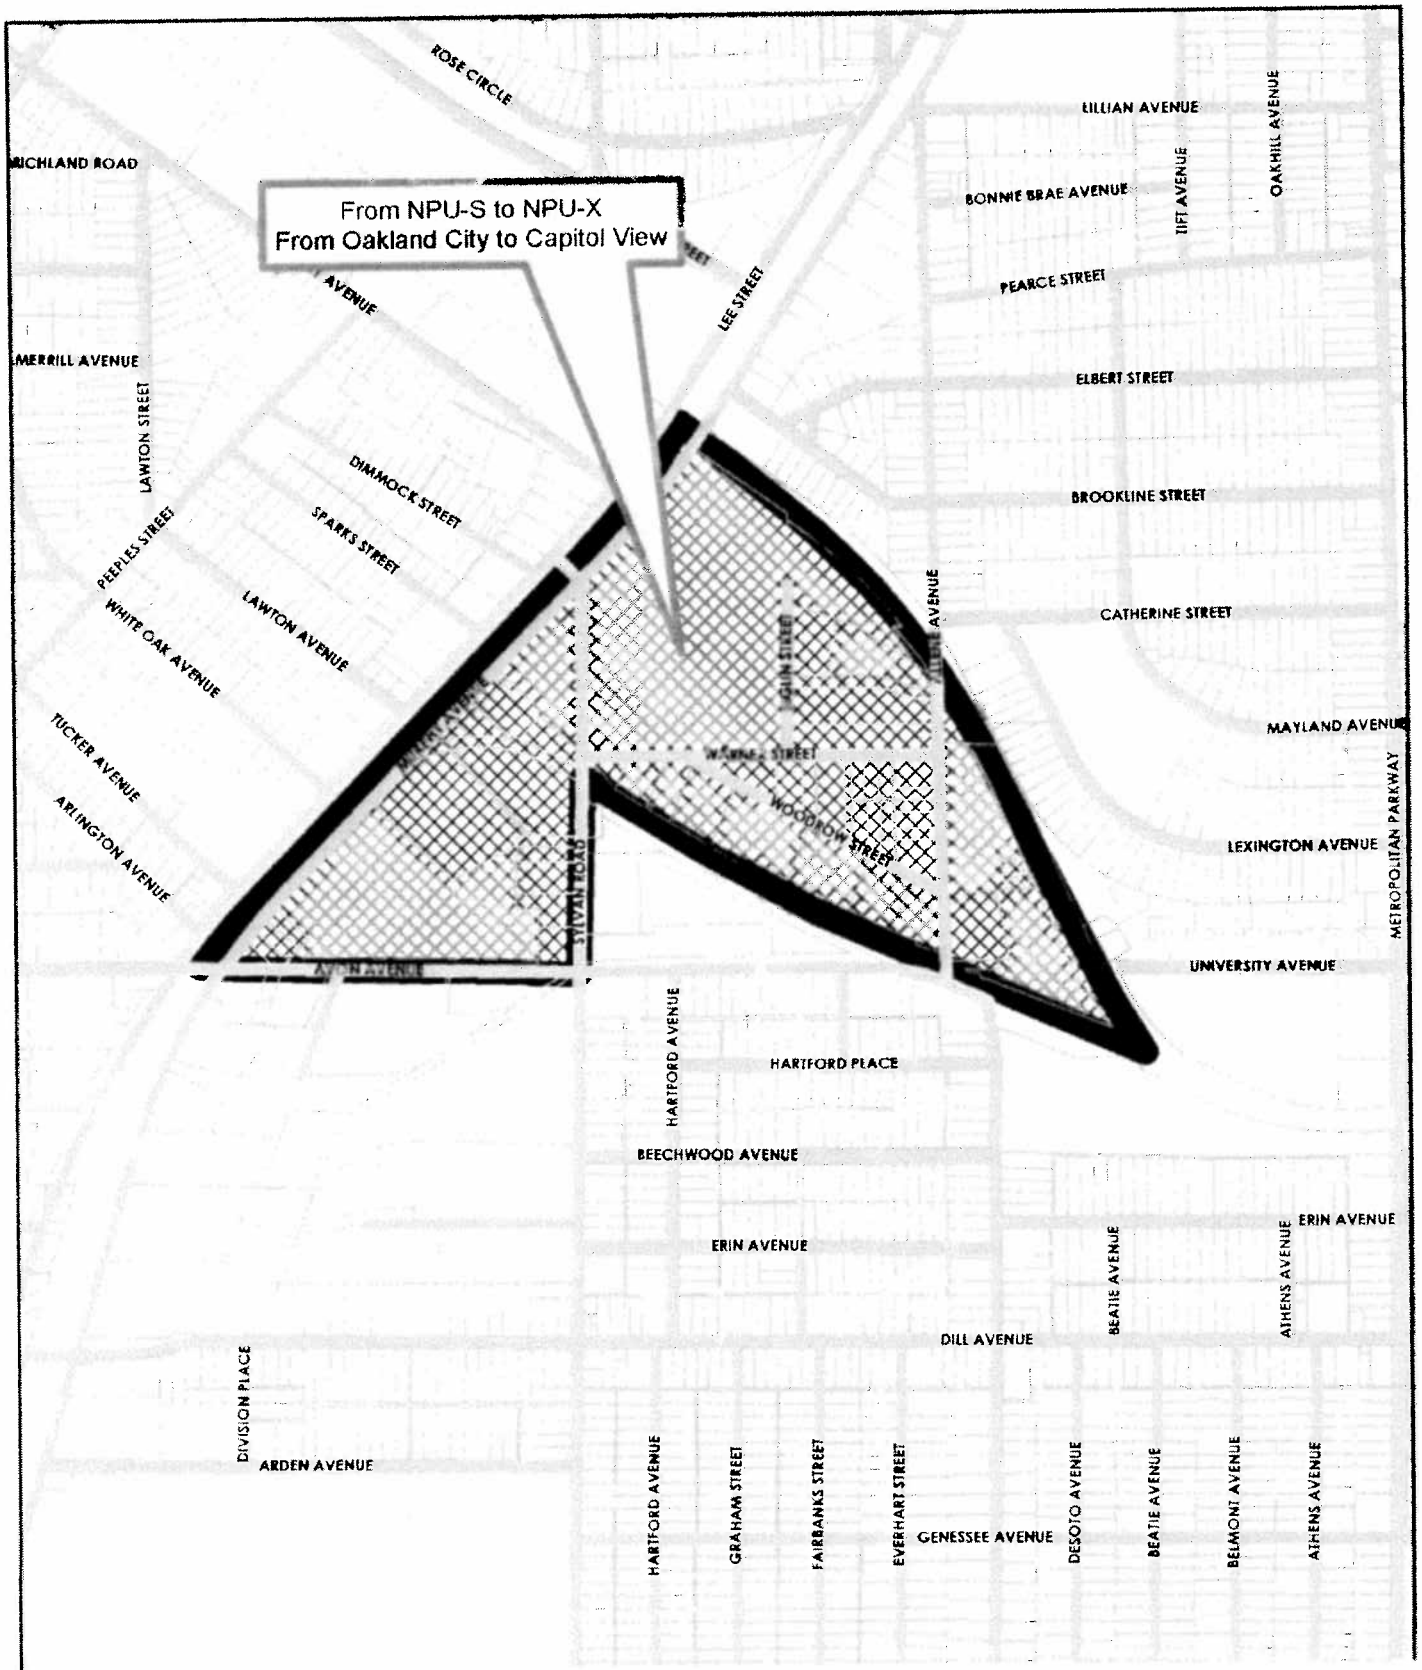 ROSE CIRCLE
LILLIAN AVENUE
OAKHILL AVENUE
RICHLAND ROAD
TIFT AVENUE
BONNIE BRAE AVENUE
From NPU-S to NPU-X
From Oakland City to Capitol View
AVENUE
LEE STREET
PEARCE STREET
MERRILL AVENUE
ELBERT STREET
LAWTON STREET
DIMMOCK STREET
BROOKLINE STREET
SPARKS STREET
PEEPLES STREET
WHITE OAK AVENUE
LAWTON AVENUE
AVENUE
CATHERINE STREET
STREET
MAYLAND AVENUE
TUCKER AVENUE
WARNER STREET
METROPOLITAN PARKWAY
ARLINGTON AVENUE
WOODROW STREET
LEXINGTON AVENUE
SYLVAN ROAD
AVON AVENUE
UNIVERSITY AVENUE
HARTFORD AVENUE
HARTFORD PLACE
BEECHWOOD AVENUE
ERIN AVENUE
ERIN AVENUE
BEATIE AVENUE
ATHENS AVENUE
DILL AVENUE
DIVISION PLACE
ARDEN AVENUE
HARTFORD AVENUE
GRAHAM STREET
FAIRBANKS STREET
EVERHART STREET
GENESSEE AVENUE
DESOTO AVENUE
BEATIE AVENUE
BELMONT AVENUE
ATHENS AVENUE